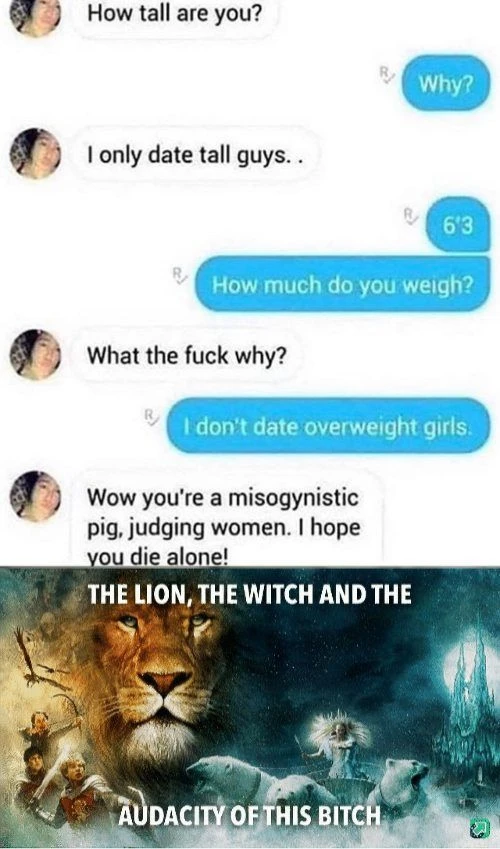 How tall are you?
Why?
I only date tall guys. .
6'3
How much do you weigh?
What the fuck why?
I don't date overweight girls.
Wow you're a misogynistic
pig, judging women. I hope
you die alone!
THE LION, THE WITCH AND THE
AUDACITY OF THIS BITCH